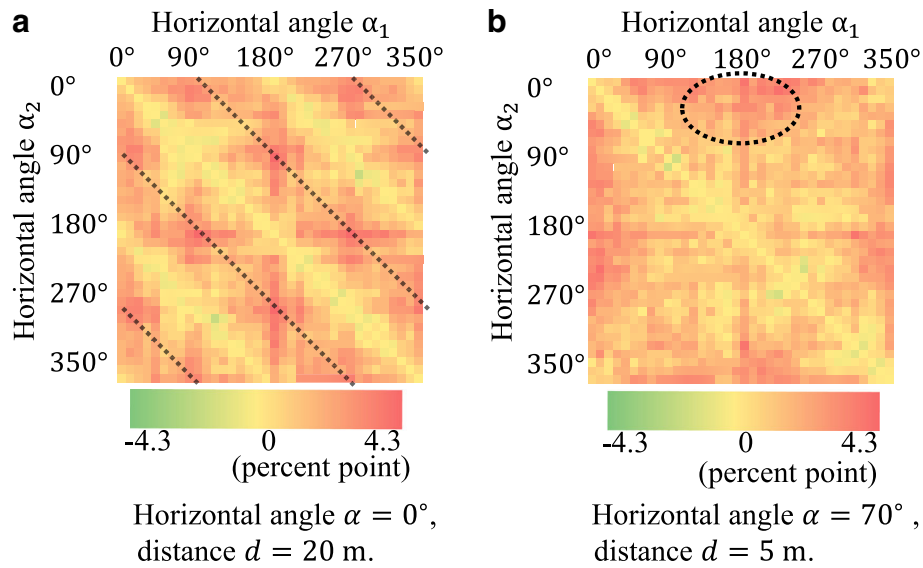 a
Horizontal angle α₁
0° 90° 180° 270° 350°
Horizontal angle α₂
0°
90°
180°
270°
350°
-4.3 0 4.3
(percent point)
Horizontal angle α = 0°,
distance d = 20 m.
b
Horizontal angle α₁
0° 90° 180° 270° 350°
Horizontal angle α₂
0°
90°
180°
270°
350°
-4.3 0 4.3
(percent point)
Horizontal angle α = 70° ,
distance d = 5 m.